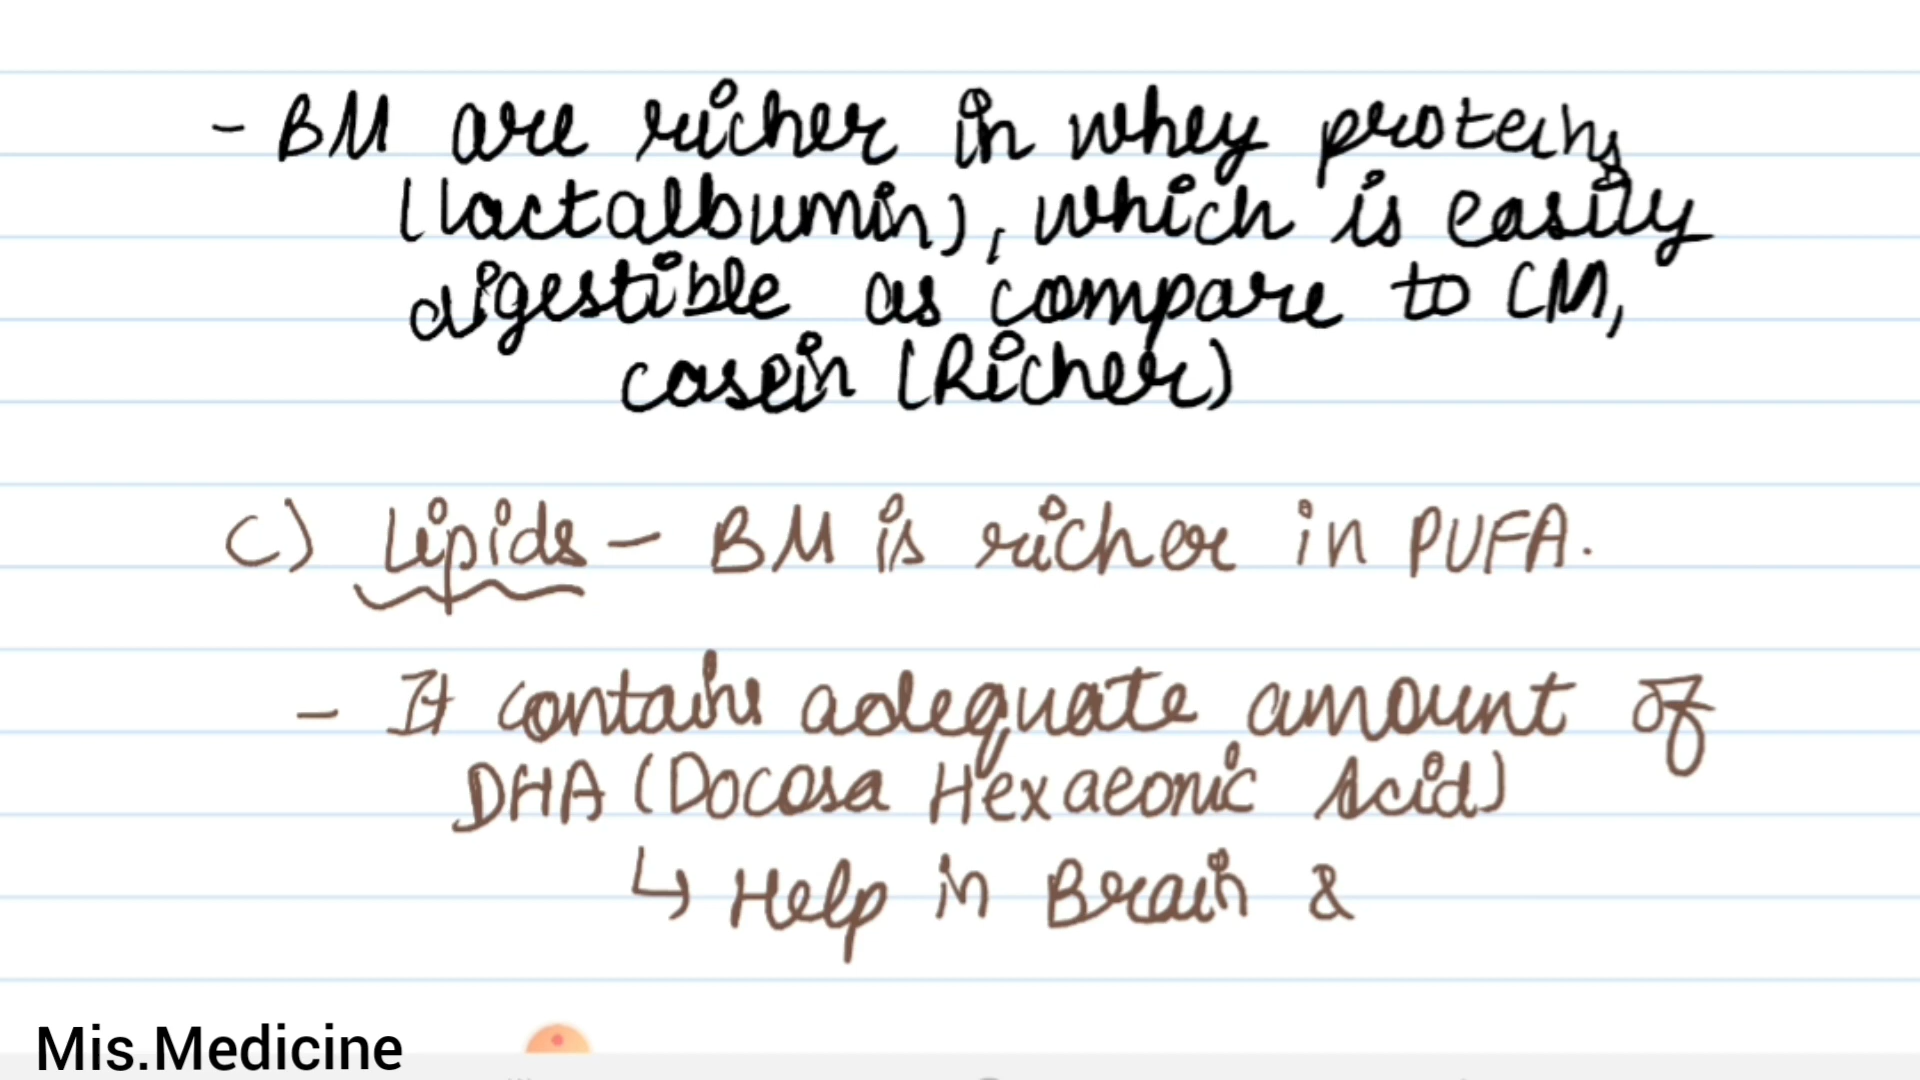 - BM are richer in whey proteins
(lactalbumin), which is easily
digestible as compare to CM,
casein (Richer)
C) Lipids - BM is richer in PUFA.
- It contains adequate amount of
DHA (Docosa Hexaeonic Acid)
↳ Help in Brain &
Mis.Medicine